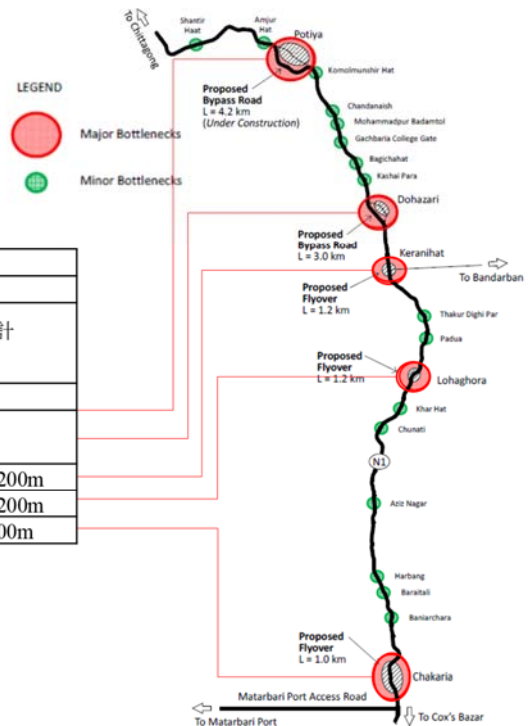 To Chittagong
Shantir
Haat
Amjur
Hat
Potiya
LEGEND
Major Bottlenecks
Minor Bottlenecks
Proposed
Bypass Road
L = 4.2 km
(Under Construction)
Komolmunshir Hat
Chandanaish
Mohammadpur Badamtol
Gachbaria College Gate
Bagichahat
Kashai Para
Dohazari
Proposed
Bypass Road
L = 3.0 km
Keranihat
To Bandarban
Proposed
Flyover
L = 1.2 km
Thakur Dighi Par
Padua
Proposed
Flyover
L = 1.2 km
Lohaghora
Khar Hat
Chunati
N1
Aziz Nagar
Harbang
Baraitali
Baniarchara
Proposed
Flyover
L = 1.0 km
Chakaria
Matarbari Port Access Road
To Matarbari Port
To Cox's Bazar
計
200m
200m
00m